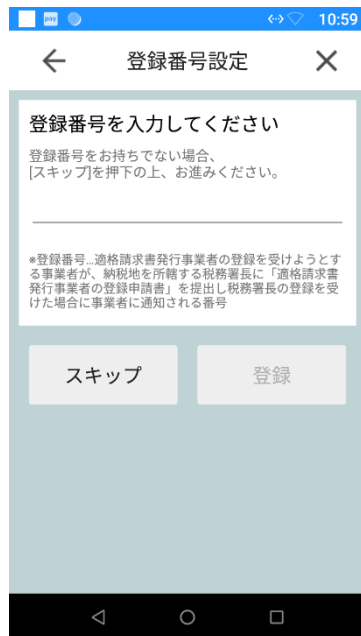 pay 10:59
登録番号設定
登録番号を入力してください
登録番号をお持ちでない場合、
[スキップ]を押下の上、お進みください。
※登録番号…適格請求書発行事業者の登録を受けようとす
る事業者が、納税地を所轄する税務署長に「適格請求書
発行事業者の登録申請書」を提出し税務署長の登録を受
けた場合に事業者に通知される番号
スキップ 登録